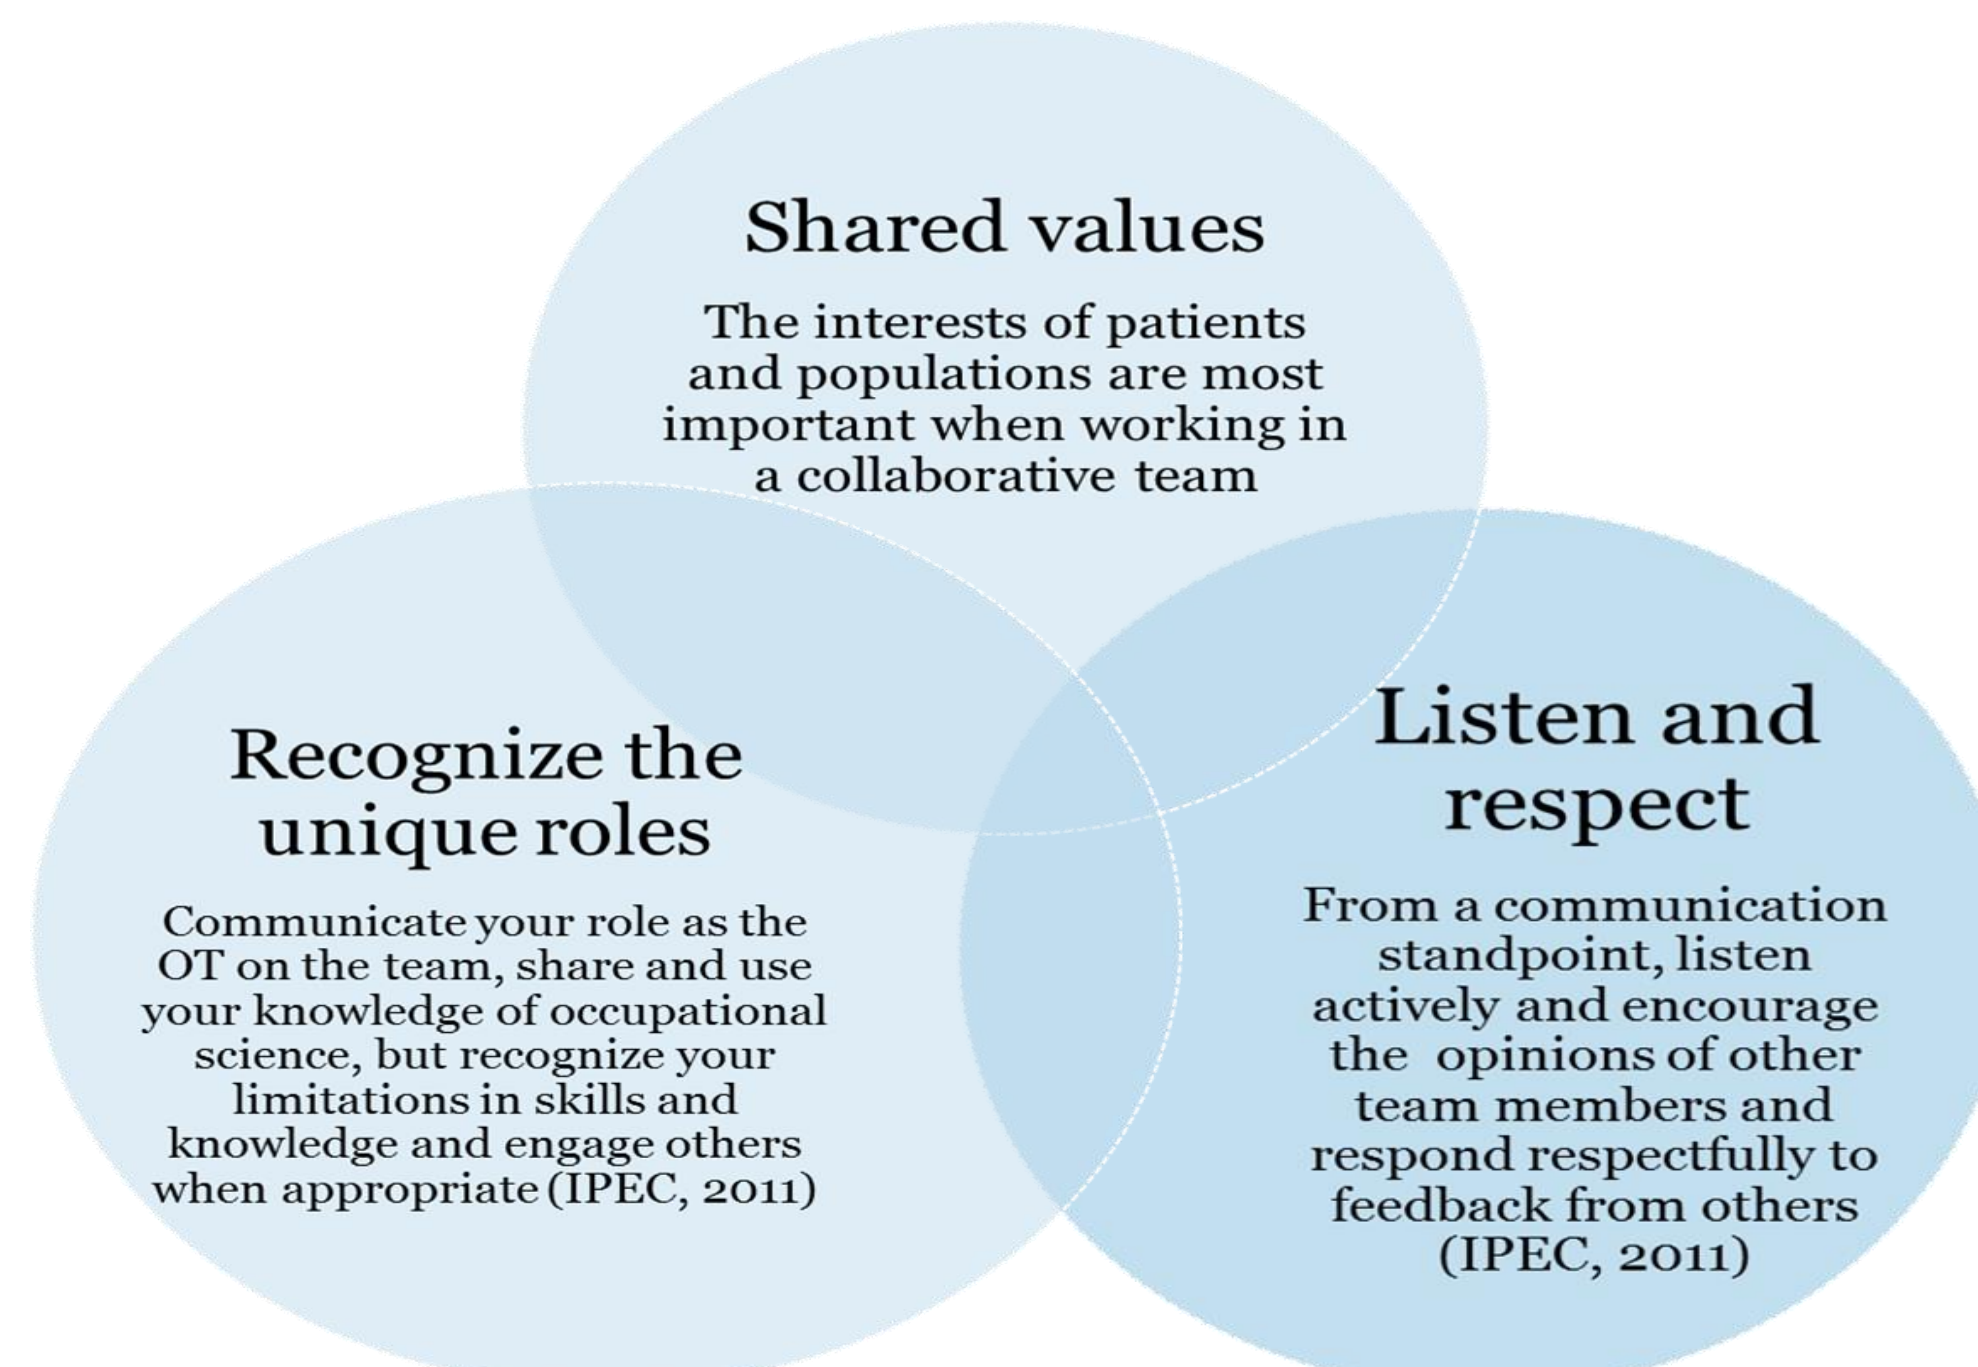 Shared values
The interests of patients
and populations are most
important when working in
a collaborative team
Recognize the
unique roles
Communicate your role as the
OT on the team, share and use
your knowledge of occupational
science, but recognize your
limitations in skills and
knowledge and engage others
when appropriate (IPEC, 2011)
Listen and
respect
From a communication
standpoint, listen
actively and encourage
the opinions of other
team members and
respond respectfully to
feedback from others
(IPEC, 2011)